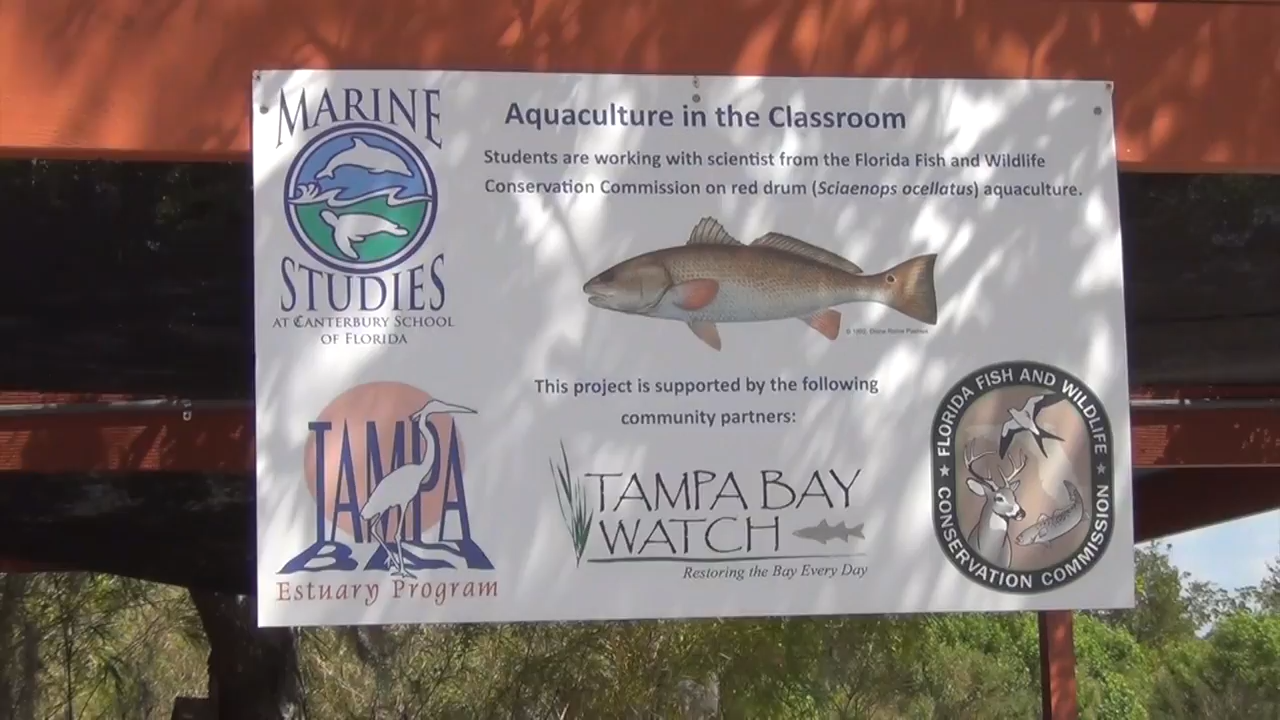 MARINE
STUDIES
AT CANTERBURY SCHOOL
OF FLORIDA
Aquaculture in the Classroom
Students are working with scientist from the Florida Fish and Wildlife
Conservation Commission on red drum (Sciaenops ocellatus) aquaculture.
This project is supported by the following
community partners:
TAMPA
BAY
Estuary Program
TAMPA BAY
WATCH
Restoring the Bay Every Day
FLORIDA FISH AND WILDLIFE
CONSERVATION COMMISSION